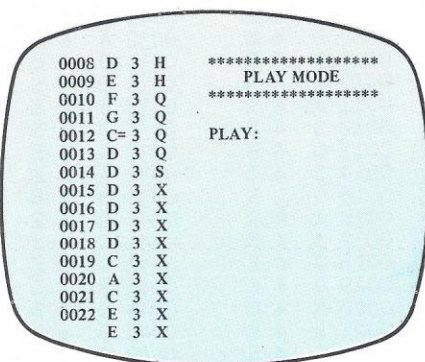 0008 D 3 H
0009 E 3 H
0010 F 3 Q
0011 G 3 Q
0012 C= 3 Q
0013 D 3 Q
0014 D 3 S
0015 D 3 X
0016 D 3 X
0017 D 3 X
0018 D 3 X
0019 C 3 X
0020 A 3 X
0021 C 3 X
0022 E 3 X
E 3 X
*******************
PLAY MODE
*******************
PLAY: